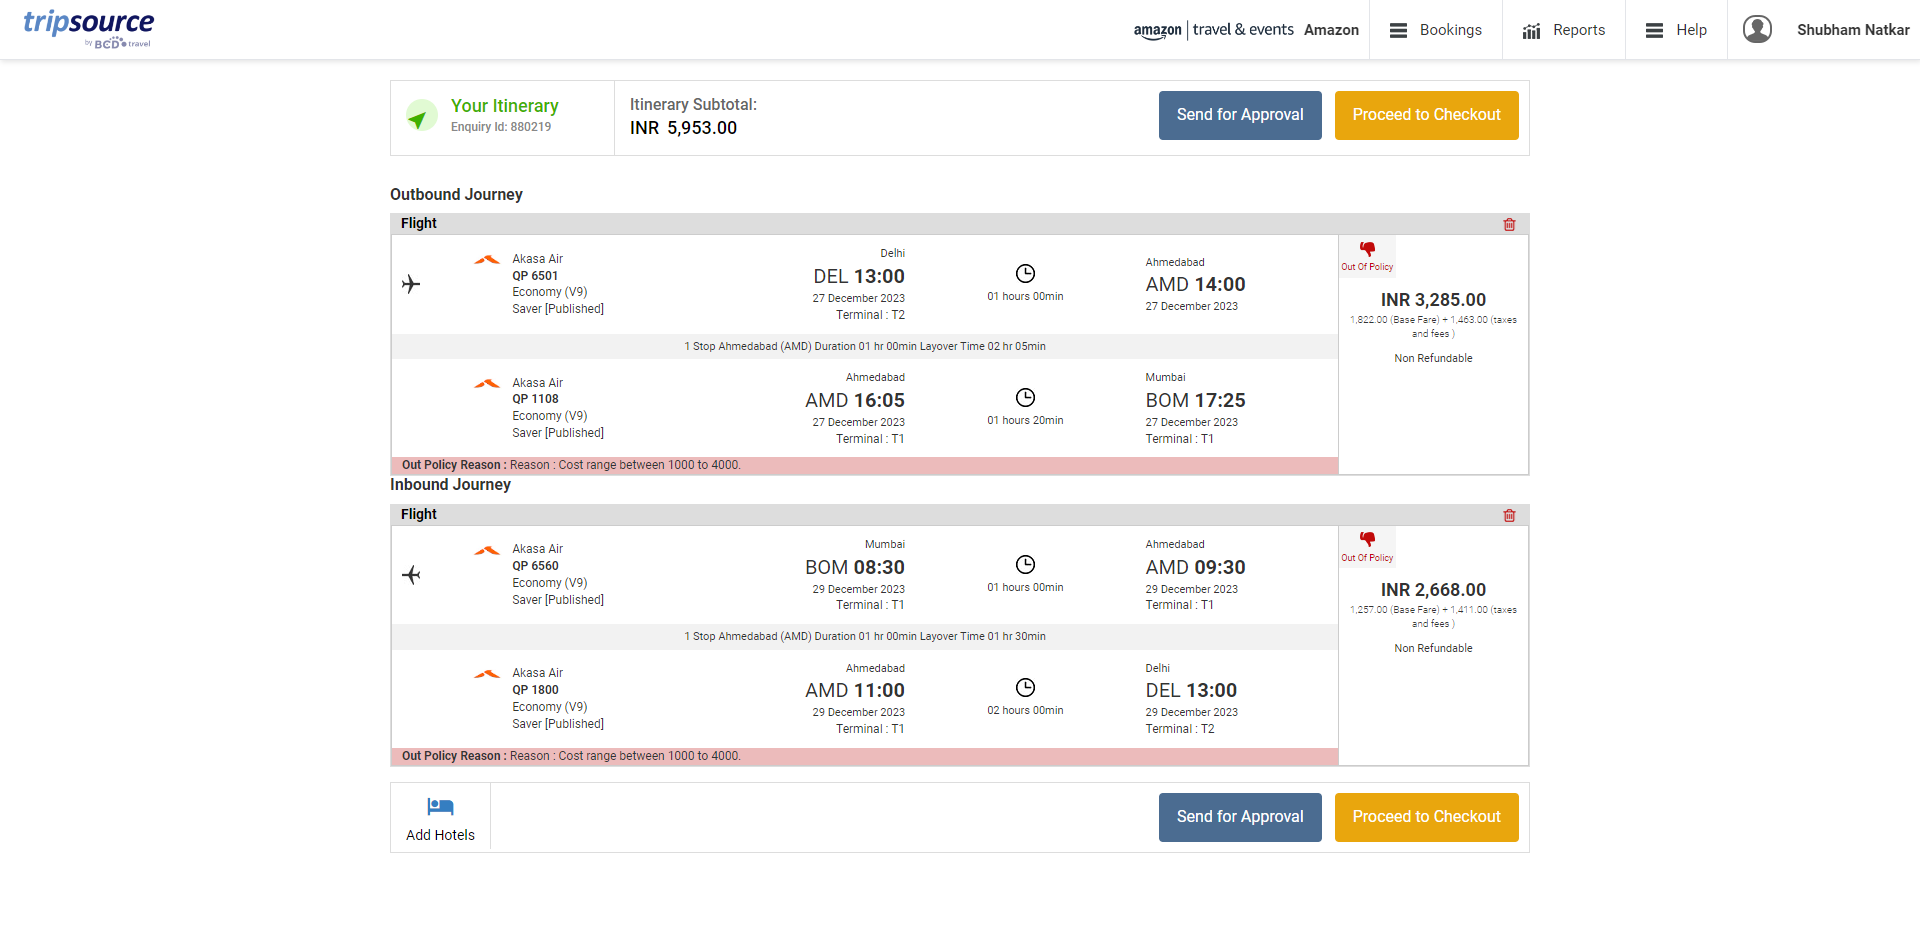 tripsource
by BCD travel
amazon | travel & events Amazon
Bookings
Reports
Help
Shubham Natkar
Your Itinerary
Enquiry Id: 880219
Itinerary Subtotal:
INR 5,953.00
Send for Approval
Proceed to Checkout
Outbound Journey
Flight
Akasa Air
QP 6501
Economy (V9)
Saver [Published]
Delhi
DEL 13:00
27 December 2023
Terminal : T2
01 hours 00min
Ahmedabad
AMD 14:00
27 December 2023
Out Of Policy
INR 3,285.00
1,822.00 (Base Fare) + 1,463.00 (taxes
and fees )
Non Refundable
1 Stop Ahmedabad (AMD) Duration 01 hr 00min Layover Time 02 hr 05min
Akasa Air
QP 1108
Economy (V9)
Saver [Published]
Ahmedabad
AMD 16:05
27 December 2023
Terminal : T1
01 hours 20min
Mumbai
BOM 17:25
27 December 2023
Terminal : T1
Out Policy Reason : Reason : Cost range between 1000 to 4000.
Inbound Journey
Flight
Akasa Air
QP 6560
Economy (V9)
Saver [Published]
Mumbai
BOM 08:30
29 December 2023
Terminal : T1
01 hours 00min
Ahmedabad
AMD 09:30
29 December 2023
Terminal : T1
Out Of Policy
INR 2,668.00
1,257.00 (Base Fare) + 1,411.00 (taxes
and fees )
Non Refundable
1 Stop Ahmedabad (AMD) Duration 01 hr 00min Layover Time 01 hr 30min
Akasa Air
QP 1800
Economy (V9)
Saver [Published]
Ahmedabad
AMD 11:00
29 December 2023
Terminal : T1
02 hours 00min
Delhi
DEL 13:00
29 December 2023
Terminal : T2
Out Policy Reason : Reason : Cost range between 1000 to 4000.
Add Hotels
Send for Approval
Proceed to Checkout